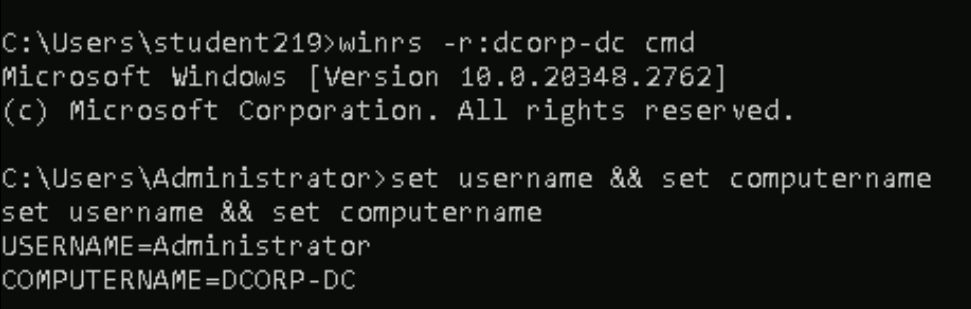 C:\Users\student219>winrs -r:dcorp-dc cmd
Microsoft Windows [Version 10.0.20348.2762]
(c) Microsoft Corporation. All rights reserved.
C:\Users\Administrator>set username && set computername
set username && set computername
USERNAME=Administrator
COMPUTERNAME=DCORP-DC